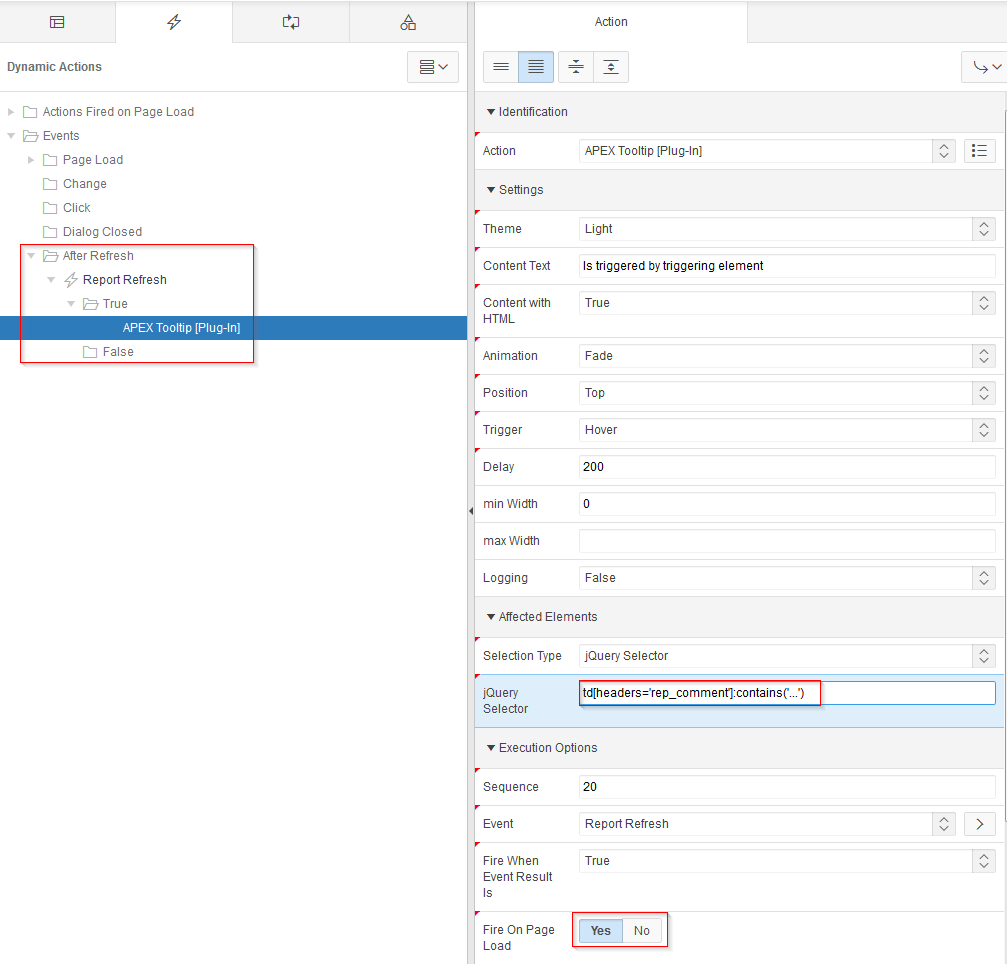 Action
Dynamic Actions
Actions Fired on Page Load
Events
Page Load
Change
Click
Dialog Closed
After Refresh
Report Refresh
True
APEX Tooltip [Plug-In]
False
Identification
Action APEX Tooltip [Plug-In]
Settings
Theme Light
Content Text Is triggered by triggering element
Content with True
HTML
Animation Fade
Position Top
Trigger Hover
Delay 200
min Width 0
max Width
Logging False
Affected Elements
Selection Type jQuery Selector
jQuery td[headers='rep_comment']:contains('...')
Selector
Execution Options
Sequence 20
Event Report Refresh
Fire When True
Event Result
Is
Fire On Page Yes No
Load